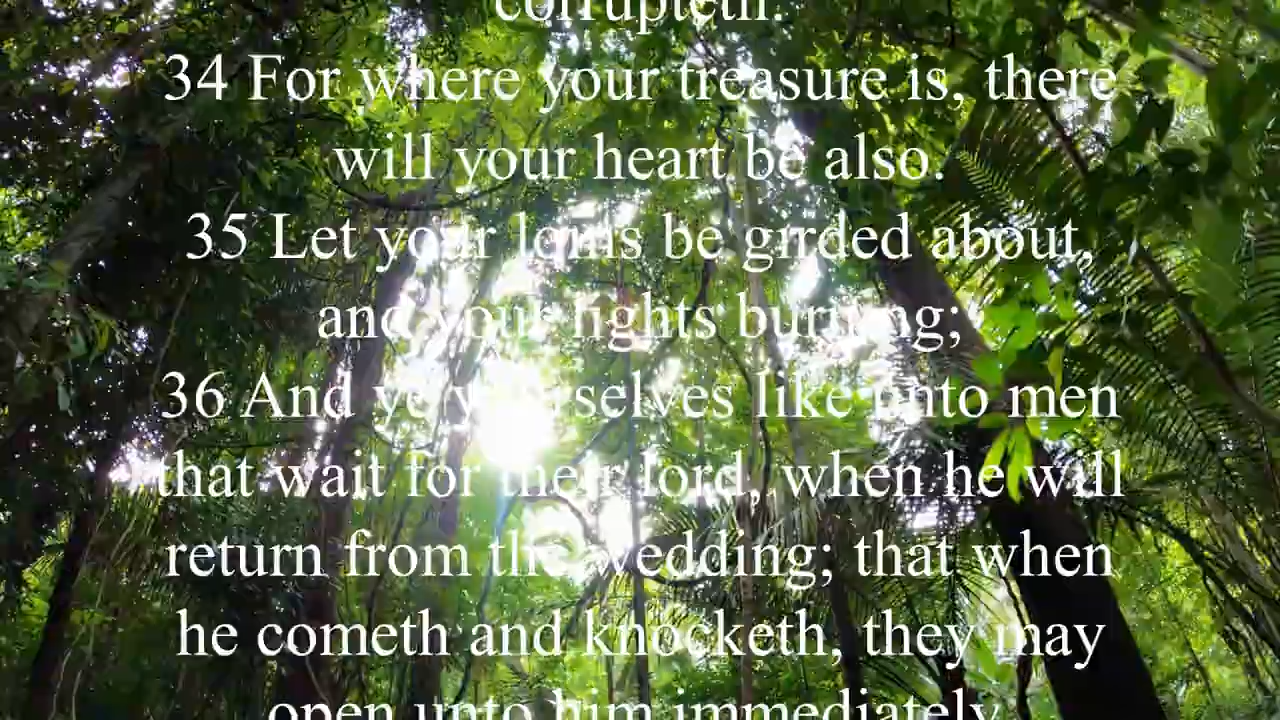 corrupteth.
34 For where your treasure is, there
will your heart be also.
35 Let your loins be girded about,
and your lights burning;
36 And ye yourselves like unto men
that wait for their lord, when he will
return from the wedding; that when
he cometh and knocketh, they may
open unto him immediately.